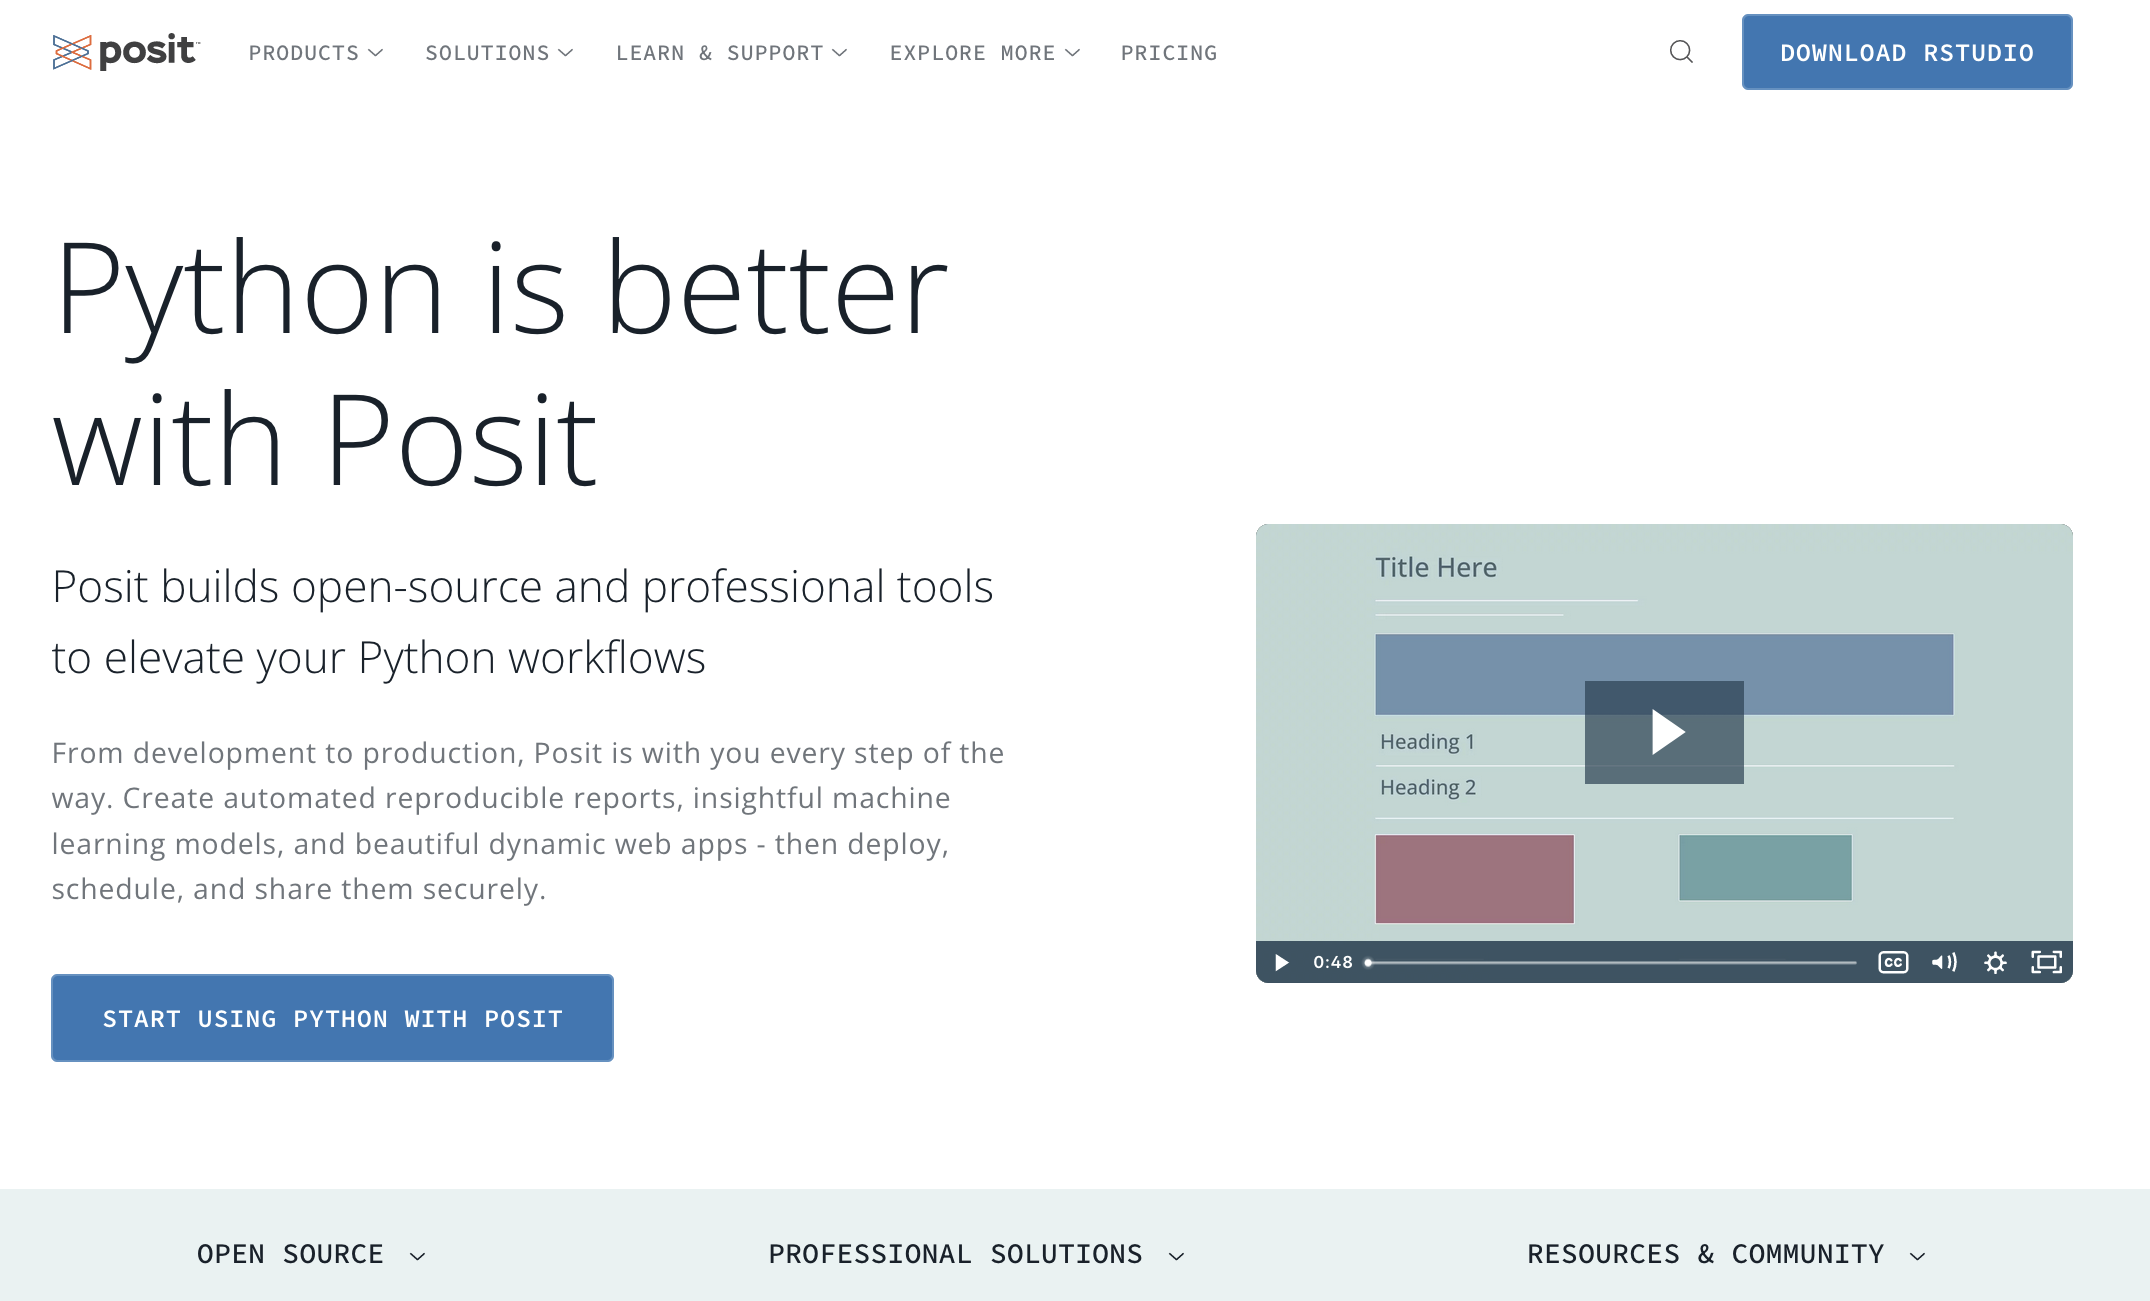 posit™
PRODUCTS
SOLUTIONS
LEARN & SUPPORT
EXPLORE MORE
PRICING
DOWNLOAD RSTUDIO
Python is better
with Posit
Posit builds open-source and professional tools
to elevate your Python workflows
From development to production, Posit is with you every step of the
way. Create automated reproducible reports, insightful machine
learning models, and beautiful dynamic web apps - then deploy,
schedule, and share them securely.
START USING PYTHON WITH POSIT
Title Here
Heading 1
Heading 2
0:48
CC
OPEN SOURCE
PROFESSIONAL SOLUTIONS
RESOURCES & COMMUNITY